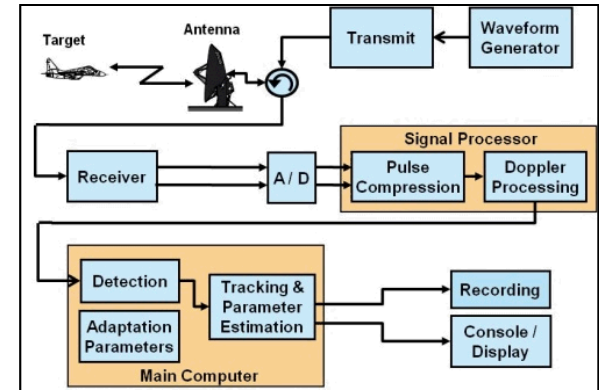 Target
Antenna
Transmit
Waveform
Generator
Signal Processor
Receiver
A / D
Pulse
Compression
Doppler
Processing
Detection
Adaptation
Parameters
Tracking &
Parameter
Estimation
Main Computer
Recording
Console /
Display